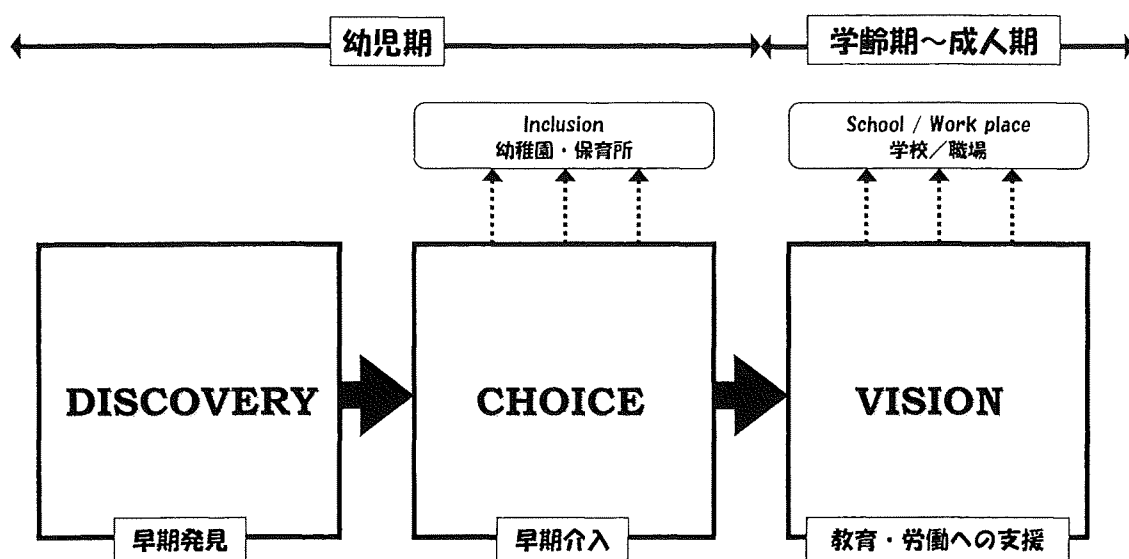 幼児期
学齢期～成人期
Inclusion
幼稚園・保育所
School / Work place
学校／職場
DISCOVERY
CHOICE
VISION
早期発見
早期介入
教育・労働への支援